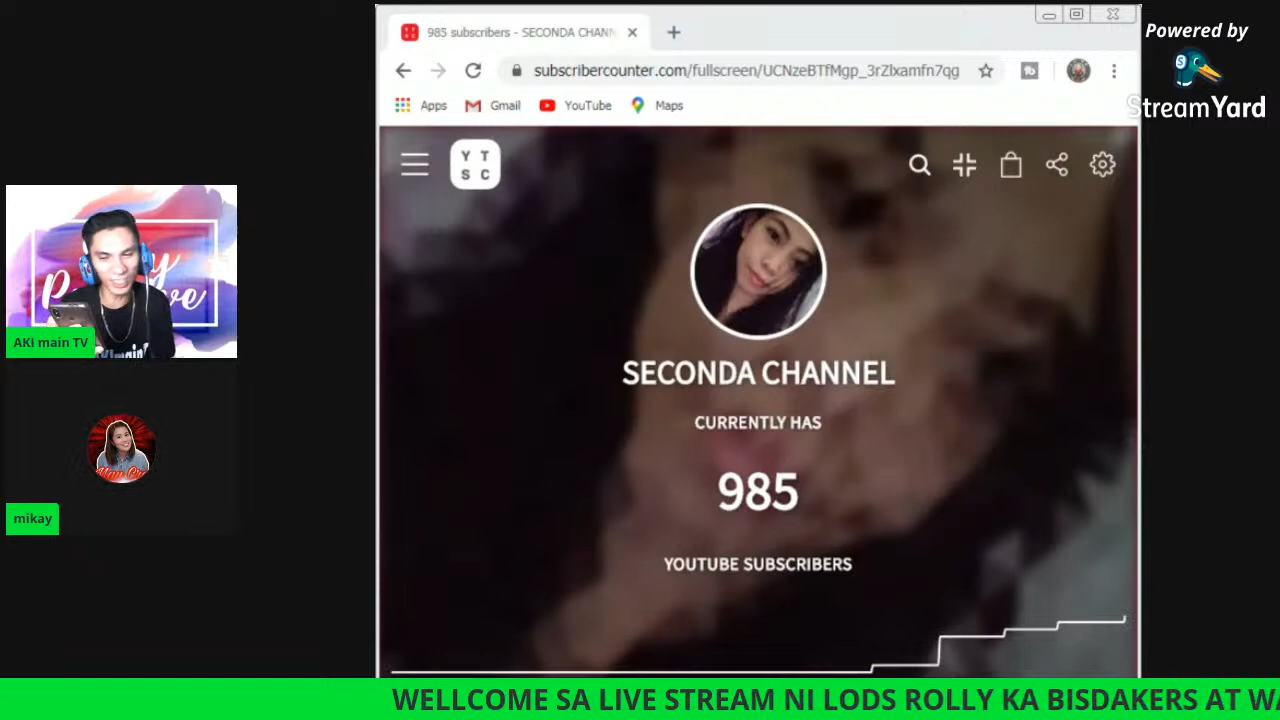 985 subscribers - SECONDA CHANN
subscribercounter.com/fullscreen/UCNzeBTfMgp_3rZlxamfn7qg
Apps Gmail YouTube Maps
Powered by
StreamYard
Y T
S C
AKI main TV
mikay
SECONDA CHANNEL
CURRENTLY HAS
985
YOUTUBE SUBSCRIBERS
WELLCOME SA LIVE STREAM NI LODS ROLLY KA BISDAKERS AT WA